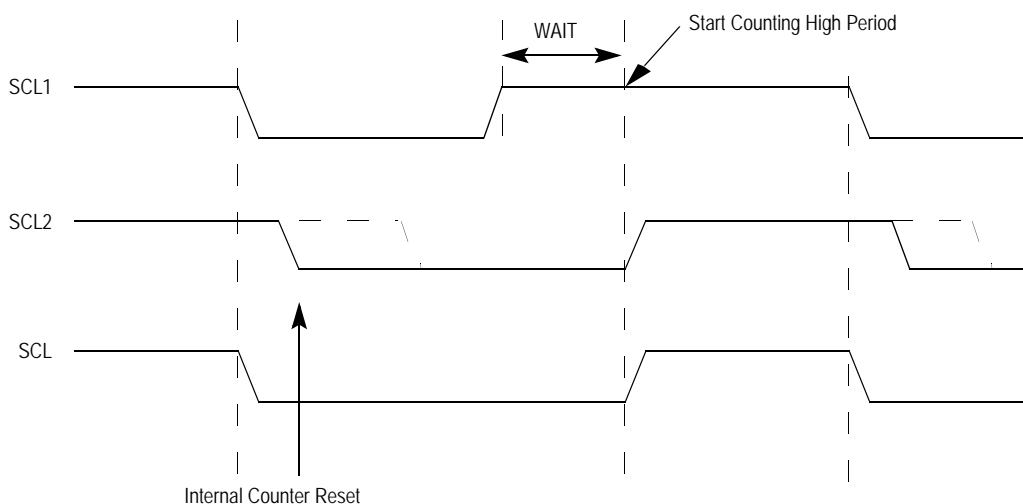 Start Counting High Period
WAIT
SCL1
SCL2
SCL
Internal Counter Reset